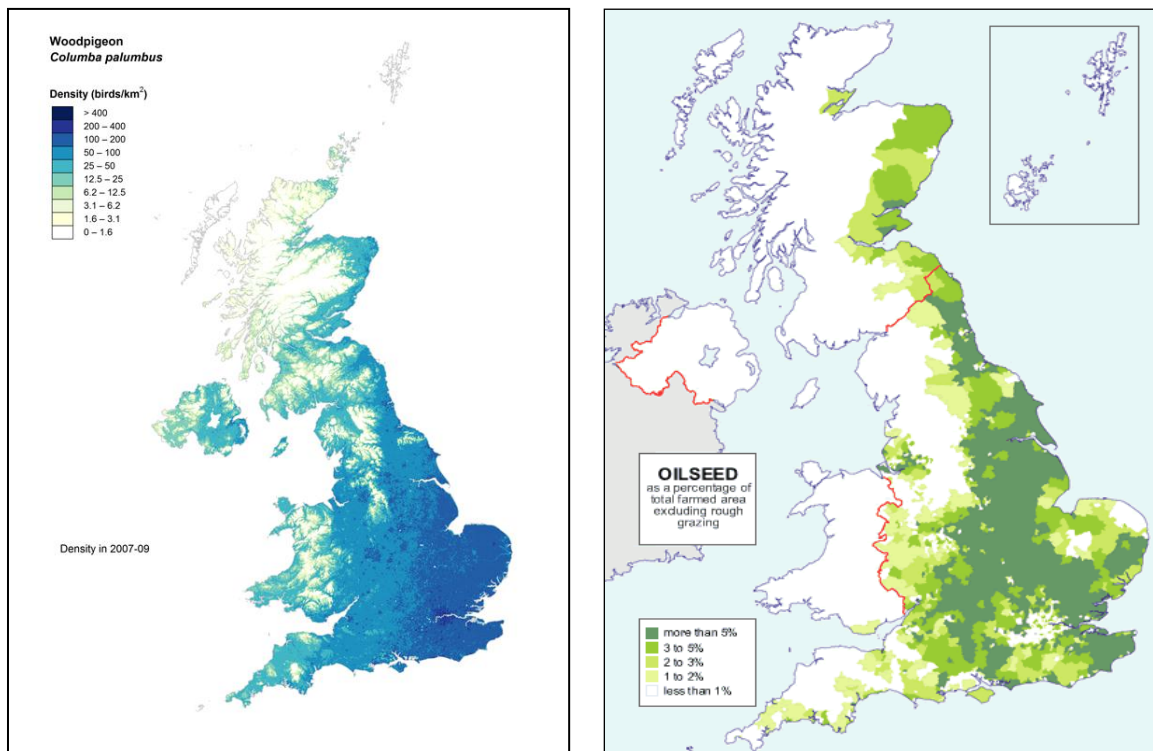 Woodpigeon
Columba palumbus
Density (birds/km²)
> 400
200 – 400
100 – 200
50 – 100
25 – 50
12.5 – 25
6.2 – 12.5
3.1 – 6.2
1.6 – 3.1
0 – 1.6
Density in 2007-09
OILSEED
as a percentage of
total farmed area
excluding rough
grazing
more than 5%
3 to 5%
2 to 3%
1 to 2%
less than 1%